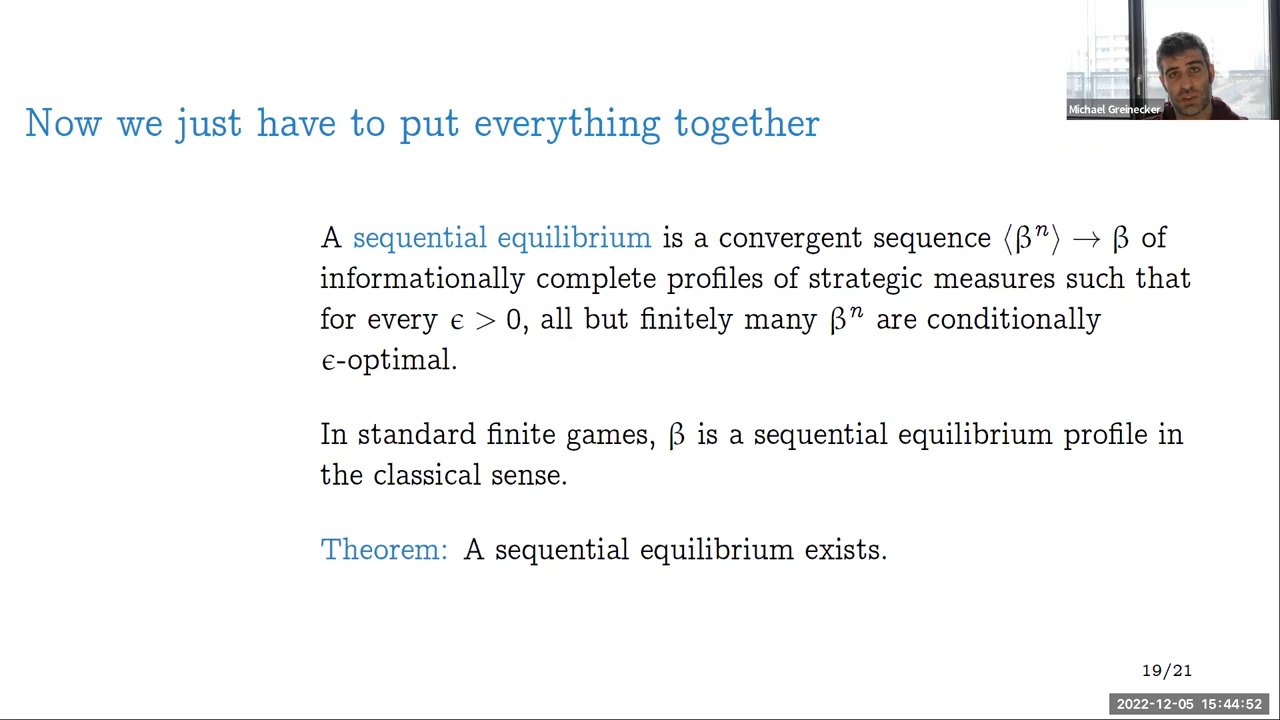 Michael Greinecker
Now we just have to put everything together
A sequential equilibrium is a convergent sequence ⟨βⁿ⟩ → β of
informationally complete profiles of strategic measures such that
for every ϵ > 0, all but finitely many βⁿ are conditionally
ϵ-optimal.
In standard finite games, β is a sequential equilibrium profile in
the classical sense.
Theorem: A sequential equilibrium exists.
19/21
2022-12-05 15:44:52